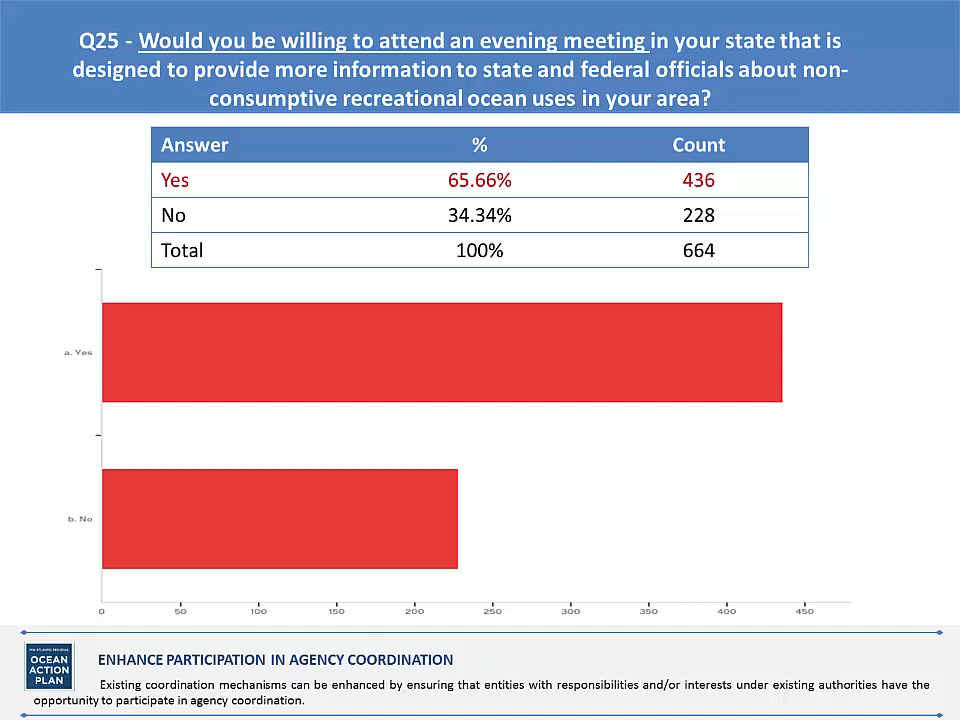 Q25 - Would you be willing to attend an evening meeting in your state that is
designed to provide more information to state and federal officials about non-
consumptive recreational ocean uses in your area?
Answer % Count
Yes 65.66% 436
No 34.34% 228
Total 100% 664
a. Yes
b. No
0 50 100 150 200 250 300 350 400 450
MID-ATLANTIC REGIONAL
OCEAN
ACTION
PLAN
ENHANCE PARTICIPATION IN AGENCY COORDINATION
Existing coordination mechanisms can be enhanced by ensuring that entities with responsibilities and/or interests under existing authorities have the
opportunity to participate in agency coordination.